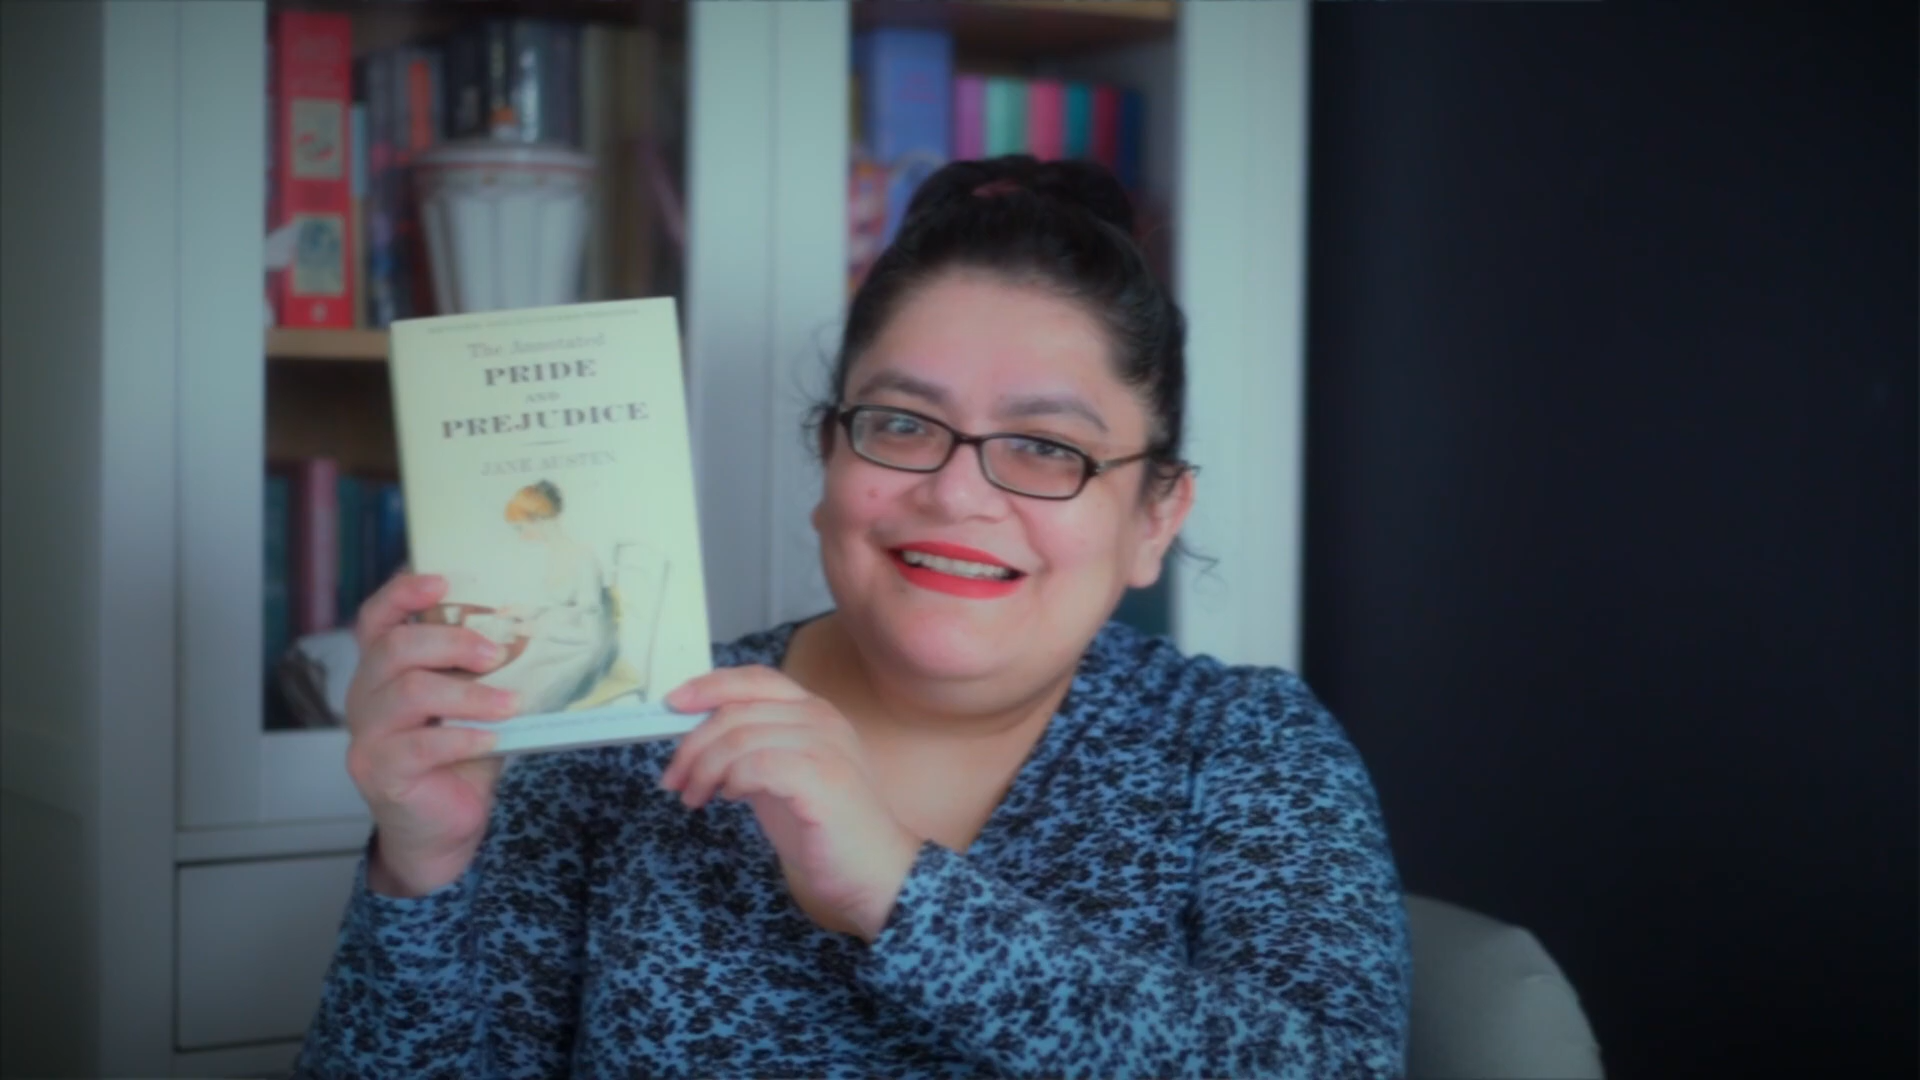 The Annotated
PRIDE
AND
PREJUDICE
JANE AUSTEN